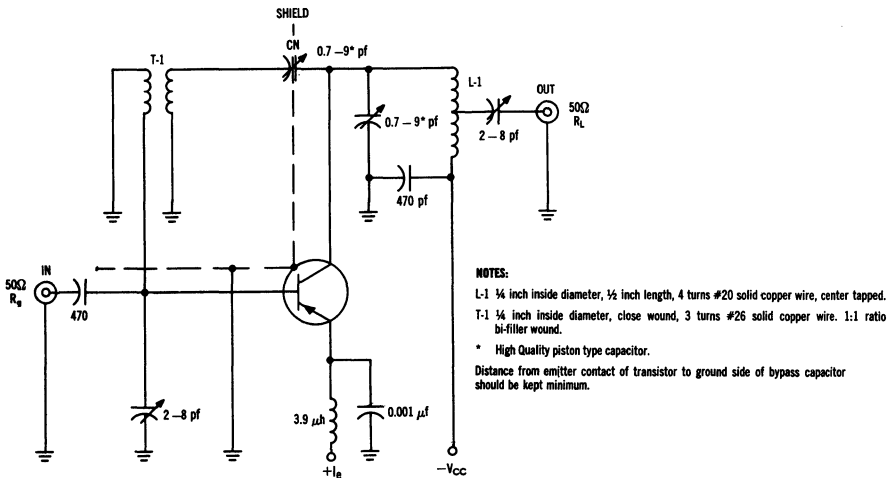 SHIELD
CN
0.7 – 9* pf
T-1
L-1
OUT
50Ω
R_L
0.7 – 9* pf
2 – 8 pf
470 pf
IN
50Ω
R_g
470
2 – 8 pf
3.9 μh
0.001 μf
+I_e
–V_CC
NOTES:
L-1 ¼ inch inside diameter, ½ inch length, 4 turns #20 solid copper wire, center tapped.
T-1 ¼ inch inside diameter, close wound, 3 turns #26 solid copper wire. 1:1 ratio
bi-filler wound.
* High Quality piston type capacitor.
Distance from emitter contact of transistor to ground side of bypass capacitor
should be kept minimum.